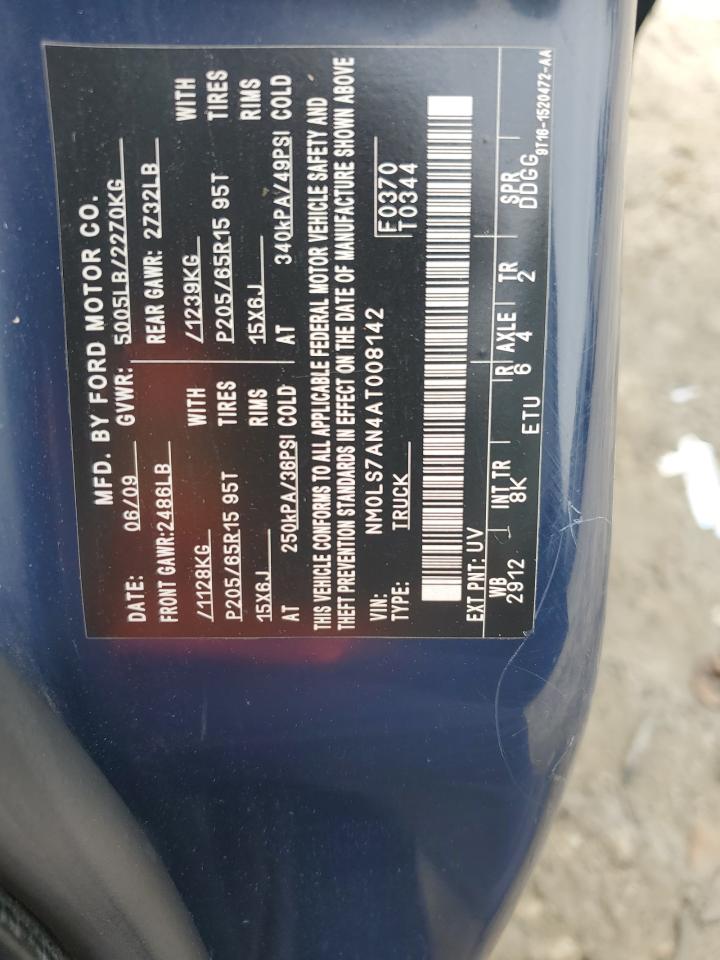 MFD. BY FORD MOTOR CO.
DATE: 06/09 GVWR: 5005LB/2270KG
FRONT GAWR:2486LB REAR GAWR: 2732LB
/1128KG WITH /1239KG WITH
P205/65R15 95T TIRES P205/65R15 95T TIRES
15X6J RIMS 15X6J RIMS
AT 250kPA/36PSI COLD AT 340kPA/49PSI COLD
THIS VEHICLE CONFORMS TO ALL APPLICABLE FEDERAL MOTOR VEHICLE SAFETY AND
THEFT PREVENTION STANDARDS IN EFFECT ON THE DATE OF MANUFACTURE SHOWN ABOVE
VIN: NM0LS7AN4AT008142 F0370
TYPE: TRUCK T0344
EXT PNT: UV
WB INT TR R AXLE TR SPR
2912 8K 6 4 2 DDGG
ETU
9T16-1520472-AA